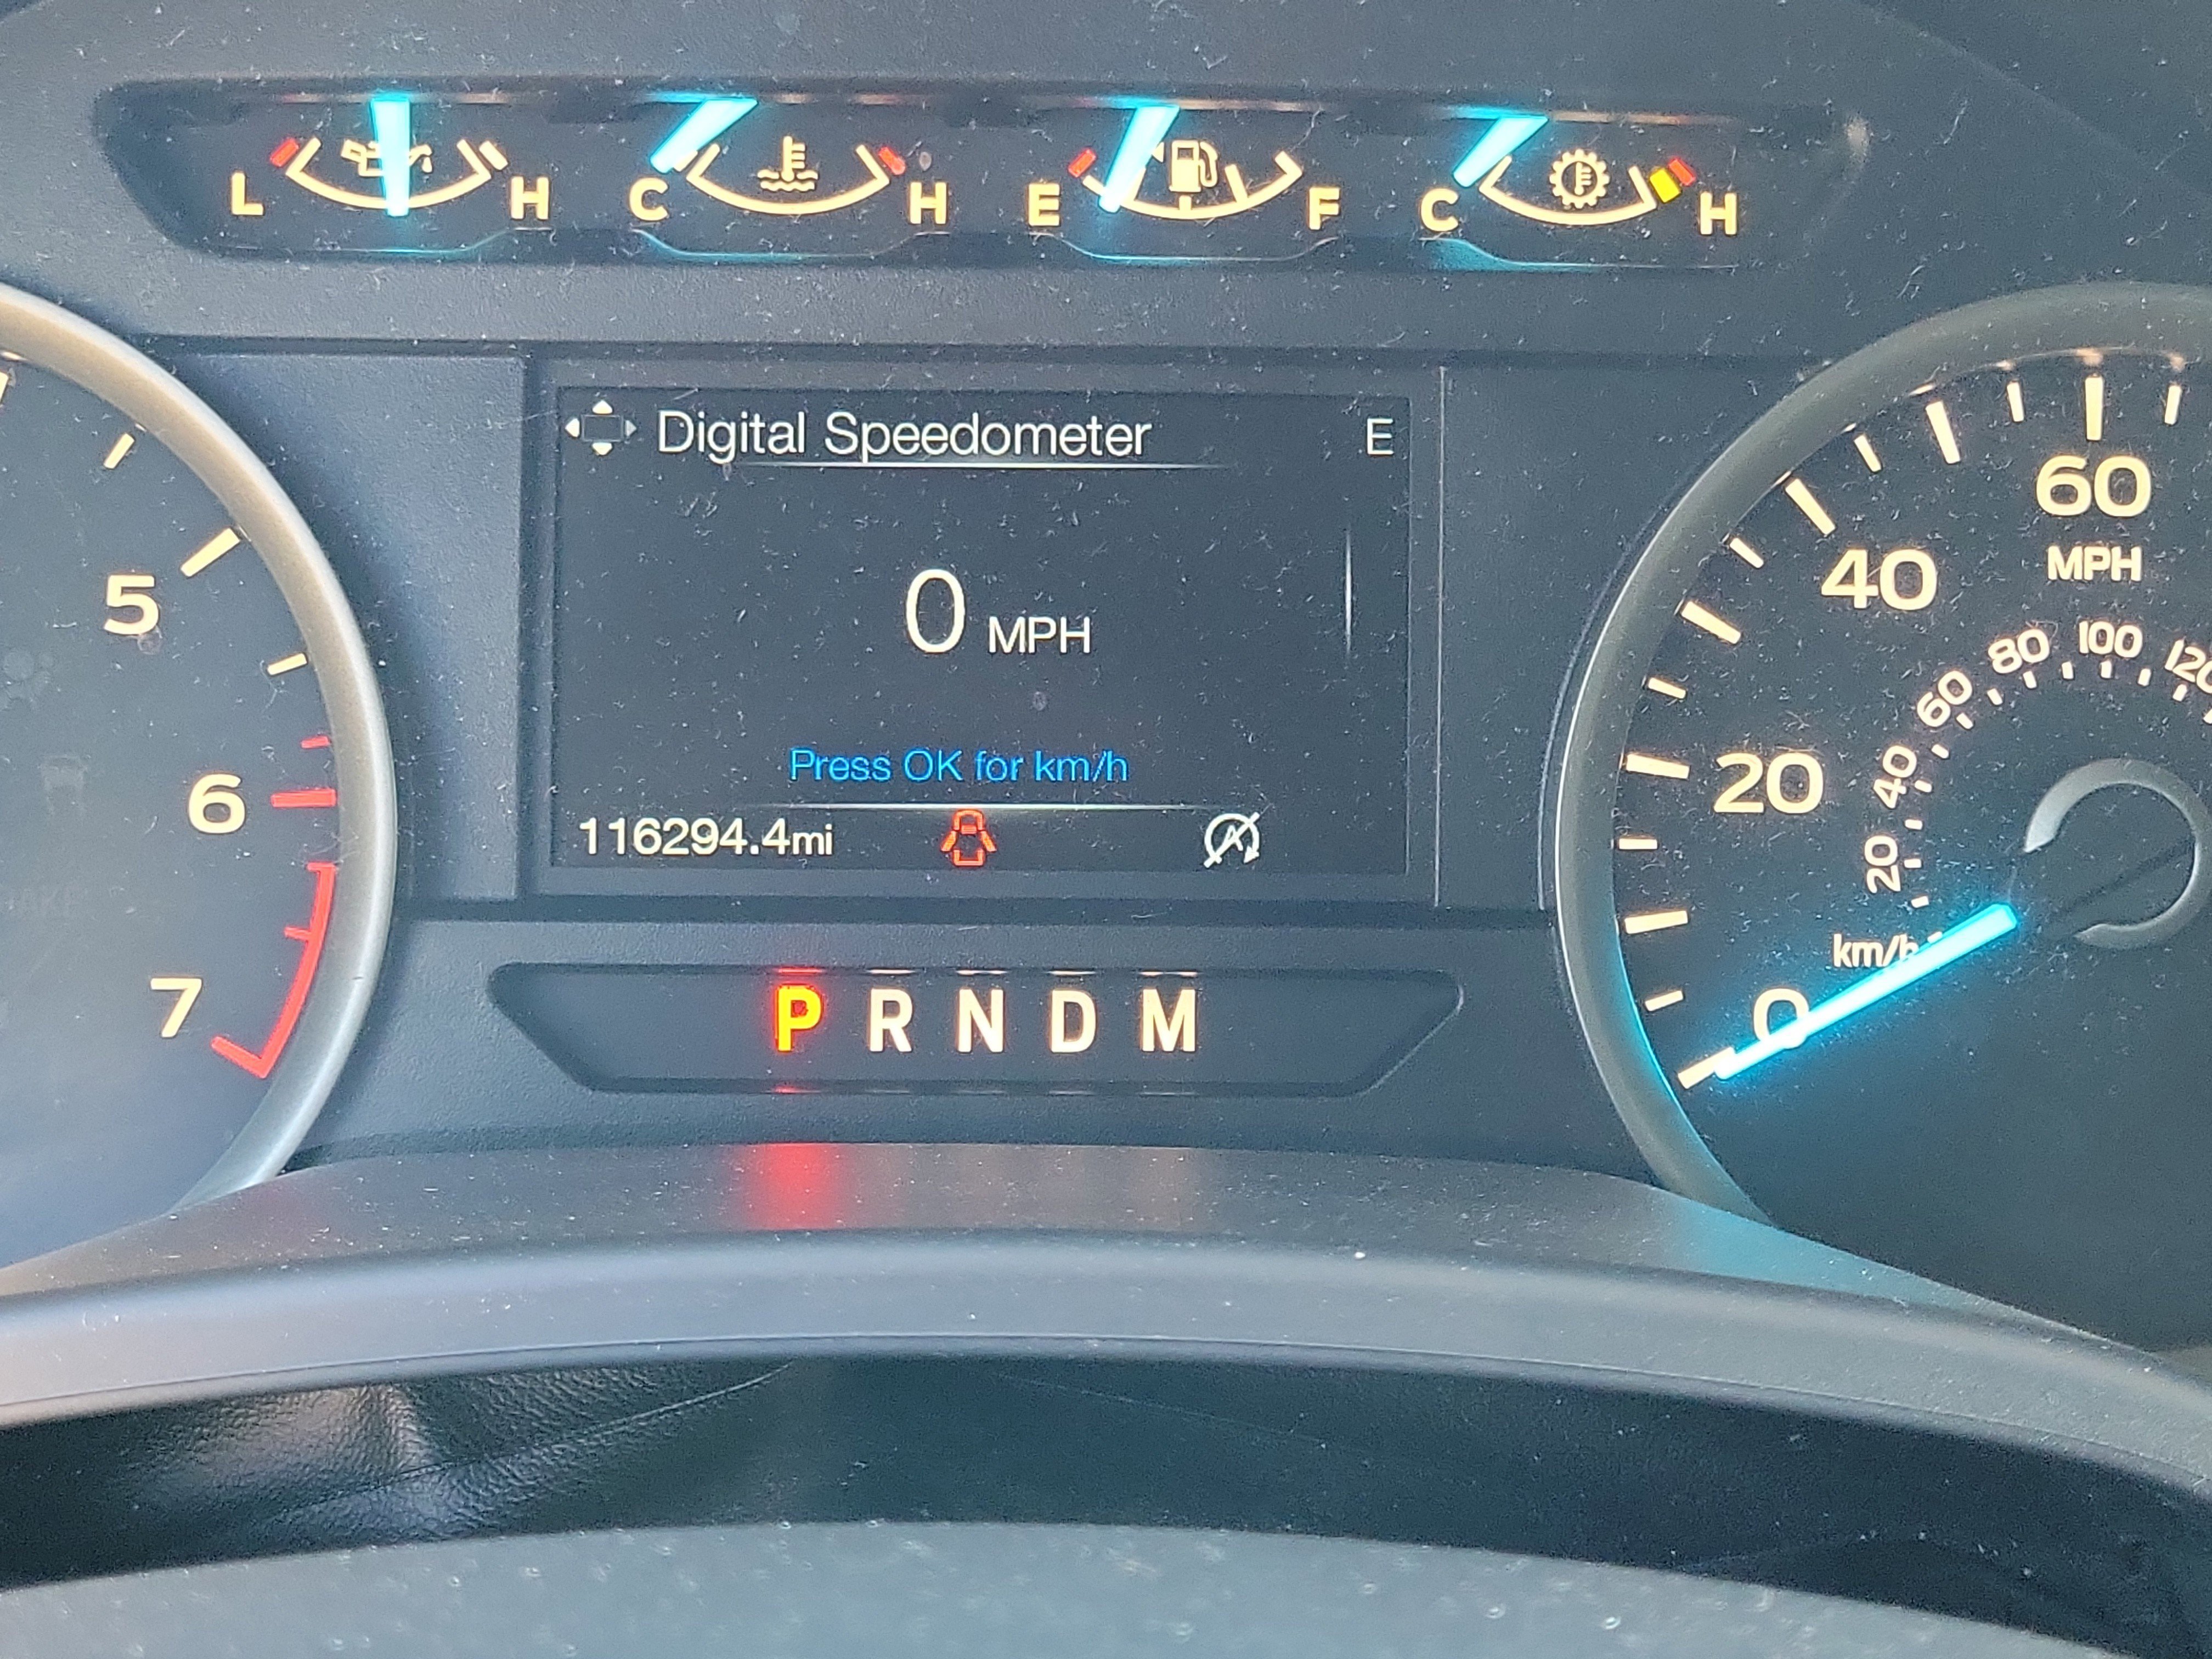 L H C H E F C H
Digital Speedometer E
0 MPH
Press OK for km/h
116294.4mi
P R N D M
5
6
7
0
20
40
60
MPH
20
40
60
80
100
120
km/h